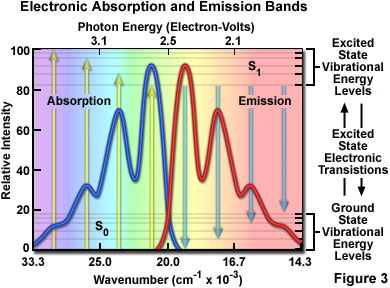 Electronic Absorption and Emission Bands
Photon Energy (Electron-Volts)
3.1 2.5 2.1
100
80
60
40
20
0
Relative Intensity
Absorption
Emission
S1
S0
33.3 25.0 20.0 16.7 14.3
Wavenumber (cm-1 x 10-3)
Excited
State
Vibrational
Energy
Levels
Excited
State
Electronic
Transistions
Ground
State
Vibrational
Energy
Levels
Figure 3